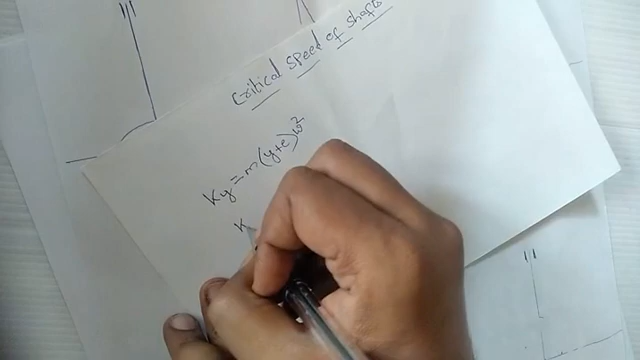 Critical Speed of Shafts
Ky = m(y+e)ω²
K